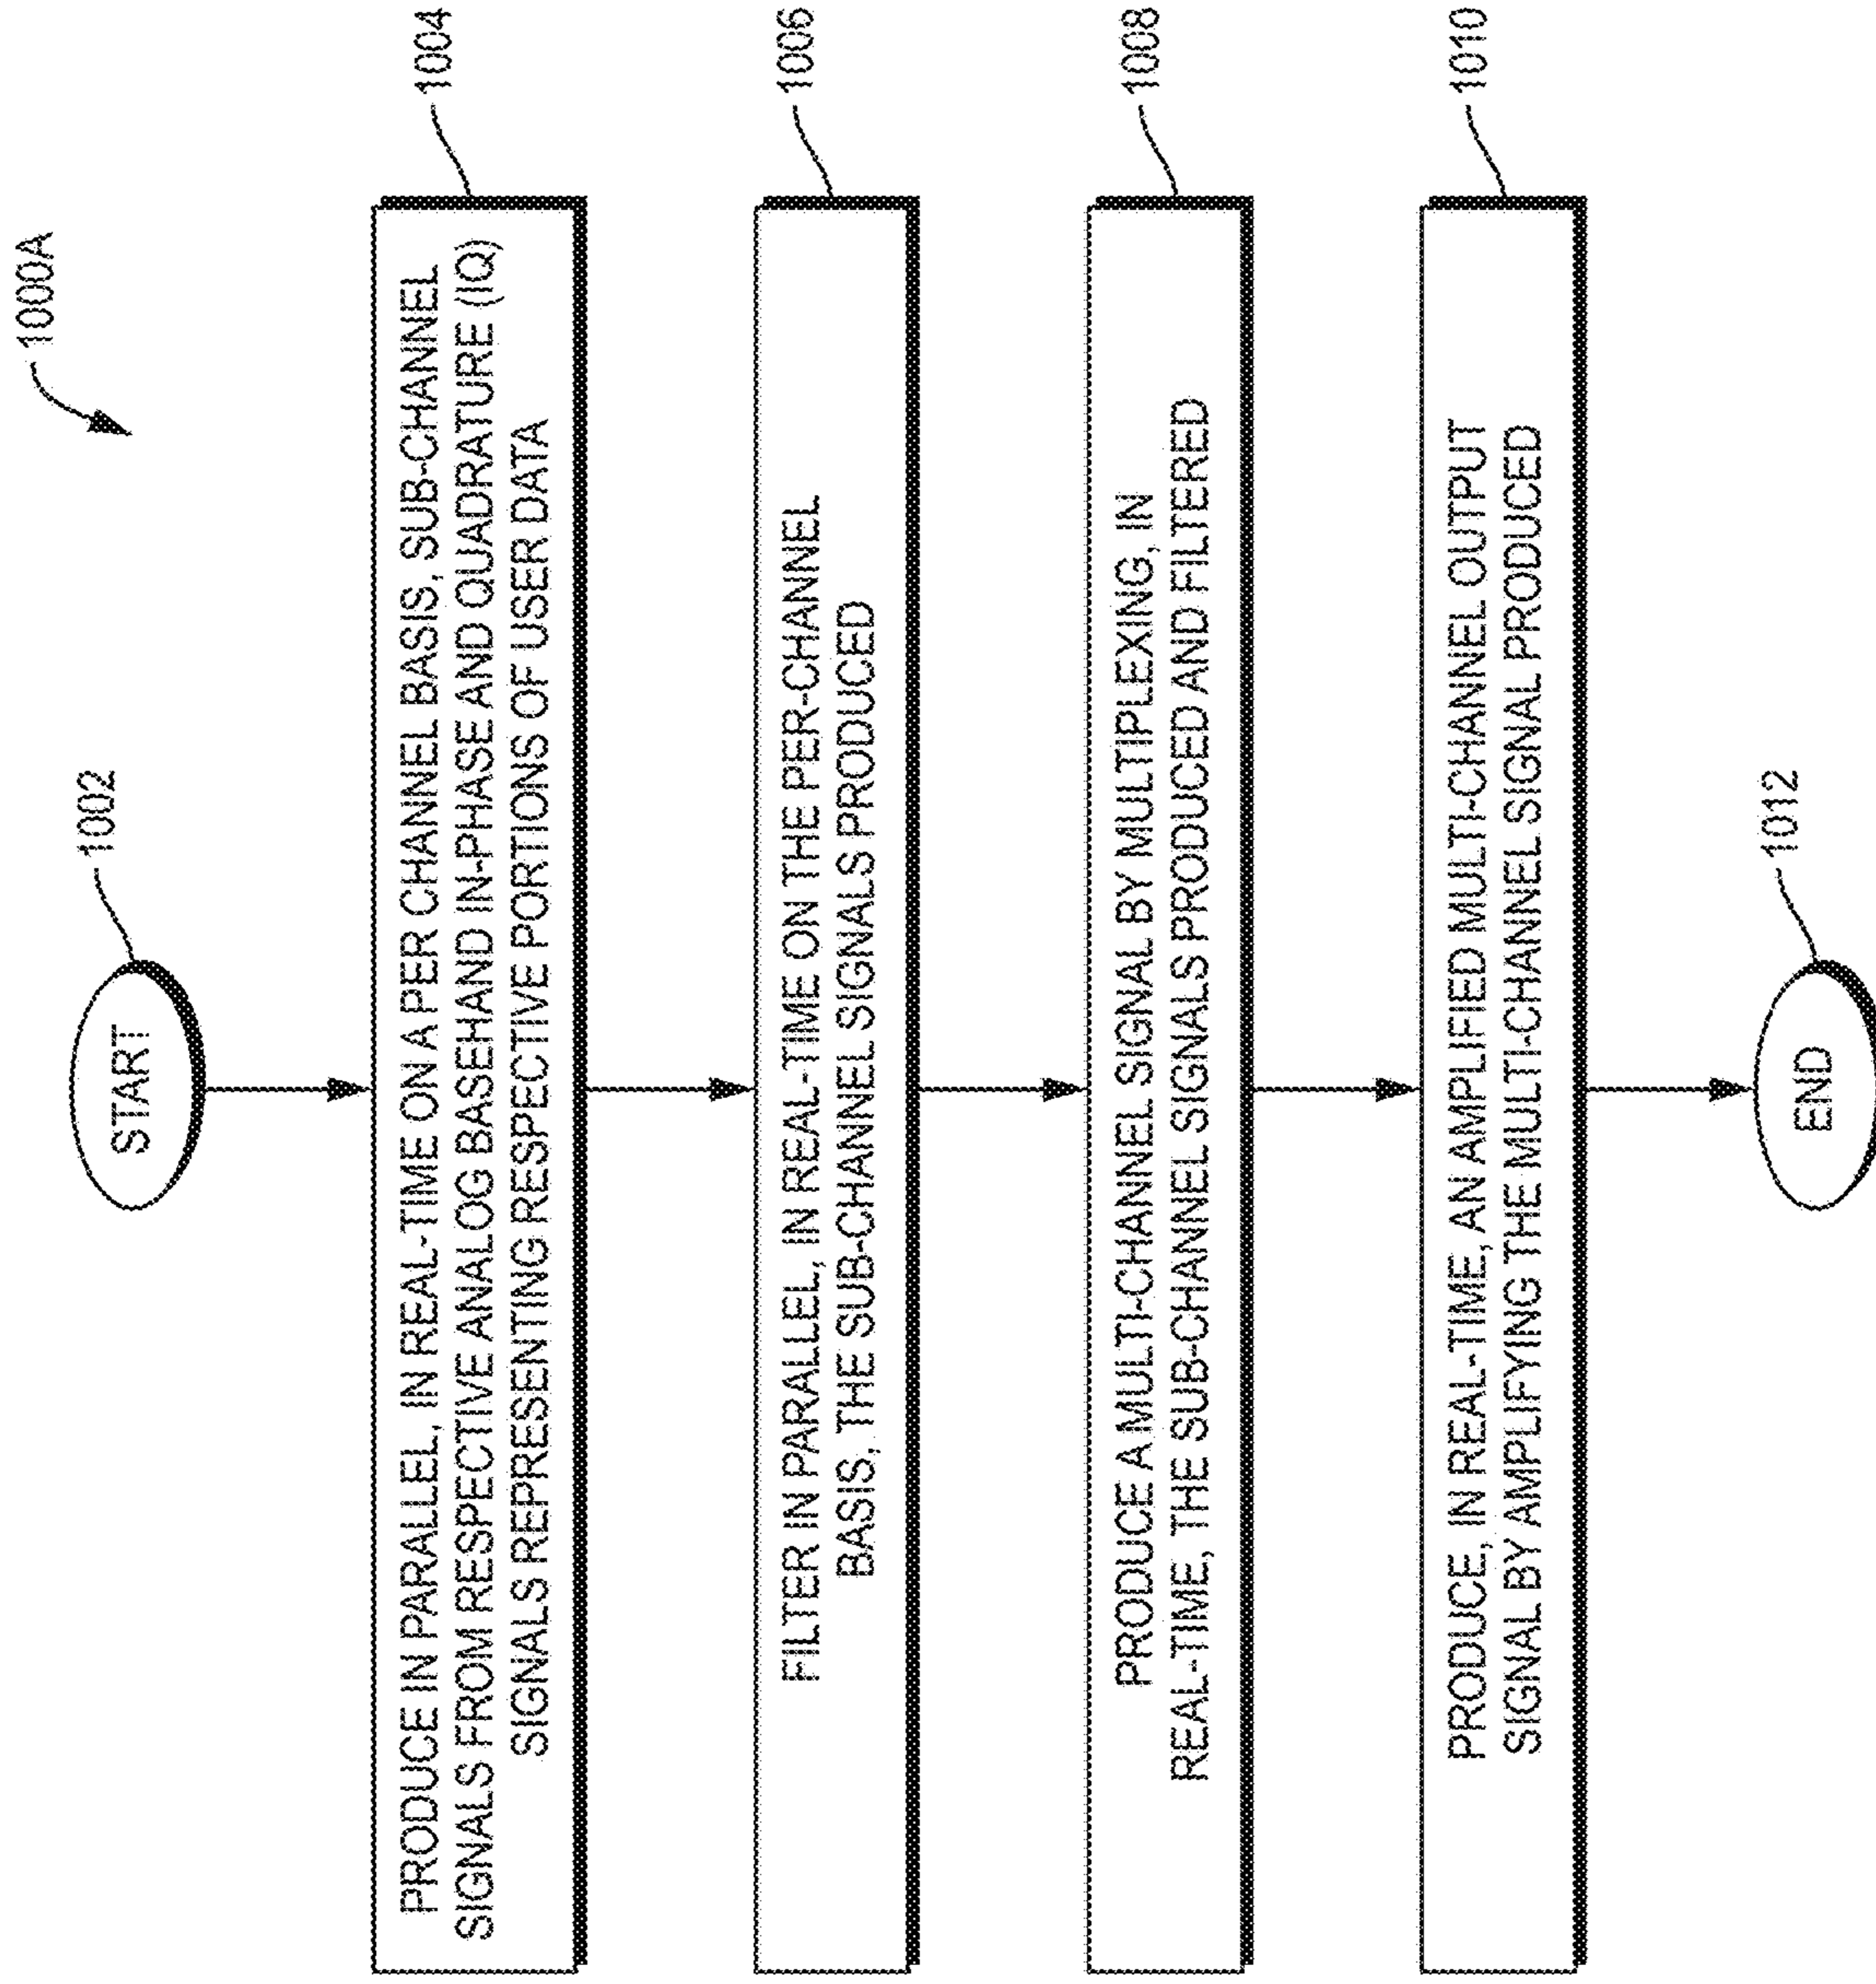 1000A
1002
START
1004
PRODUCE IN PARALLEL, IN REAL-TIME ON A PER CHANNEL BASIS, SUB-CHANNEL
SIGNALS FROM RESPECTIVE ANALOG BASEHAND IN-PHASE AND QUADRATURE (IQ)
SIGNALS REPRESENTING RESPECTIVE PORTIONS OF USER DATA
1006
FILTER IN PARALLEL, IN REAL-TIME ON THE PER-CHANNEL
BASIS, THE SUB-CHANNEL SIGNALS PRODUCED
1008
PRODUCE A MULTI-CHANNEL SIGNAL BY MULTIPLEXING, IN
REAL-TIME, THE SUB-CHANNEL SIGNALS PRODUCED AND FILTERED
1010
PRODUCE, IN REAL-TIME, AN AMPLIFIED MULTI-CHANNEL OUTPUT
SIGNAL BY AMPLIFYING THE MULTI-CHANNEL SIGNAL PRODUCED
1012
END